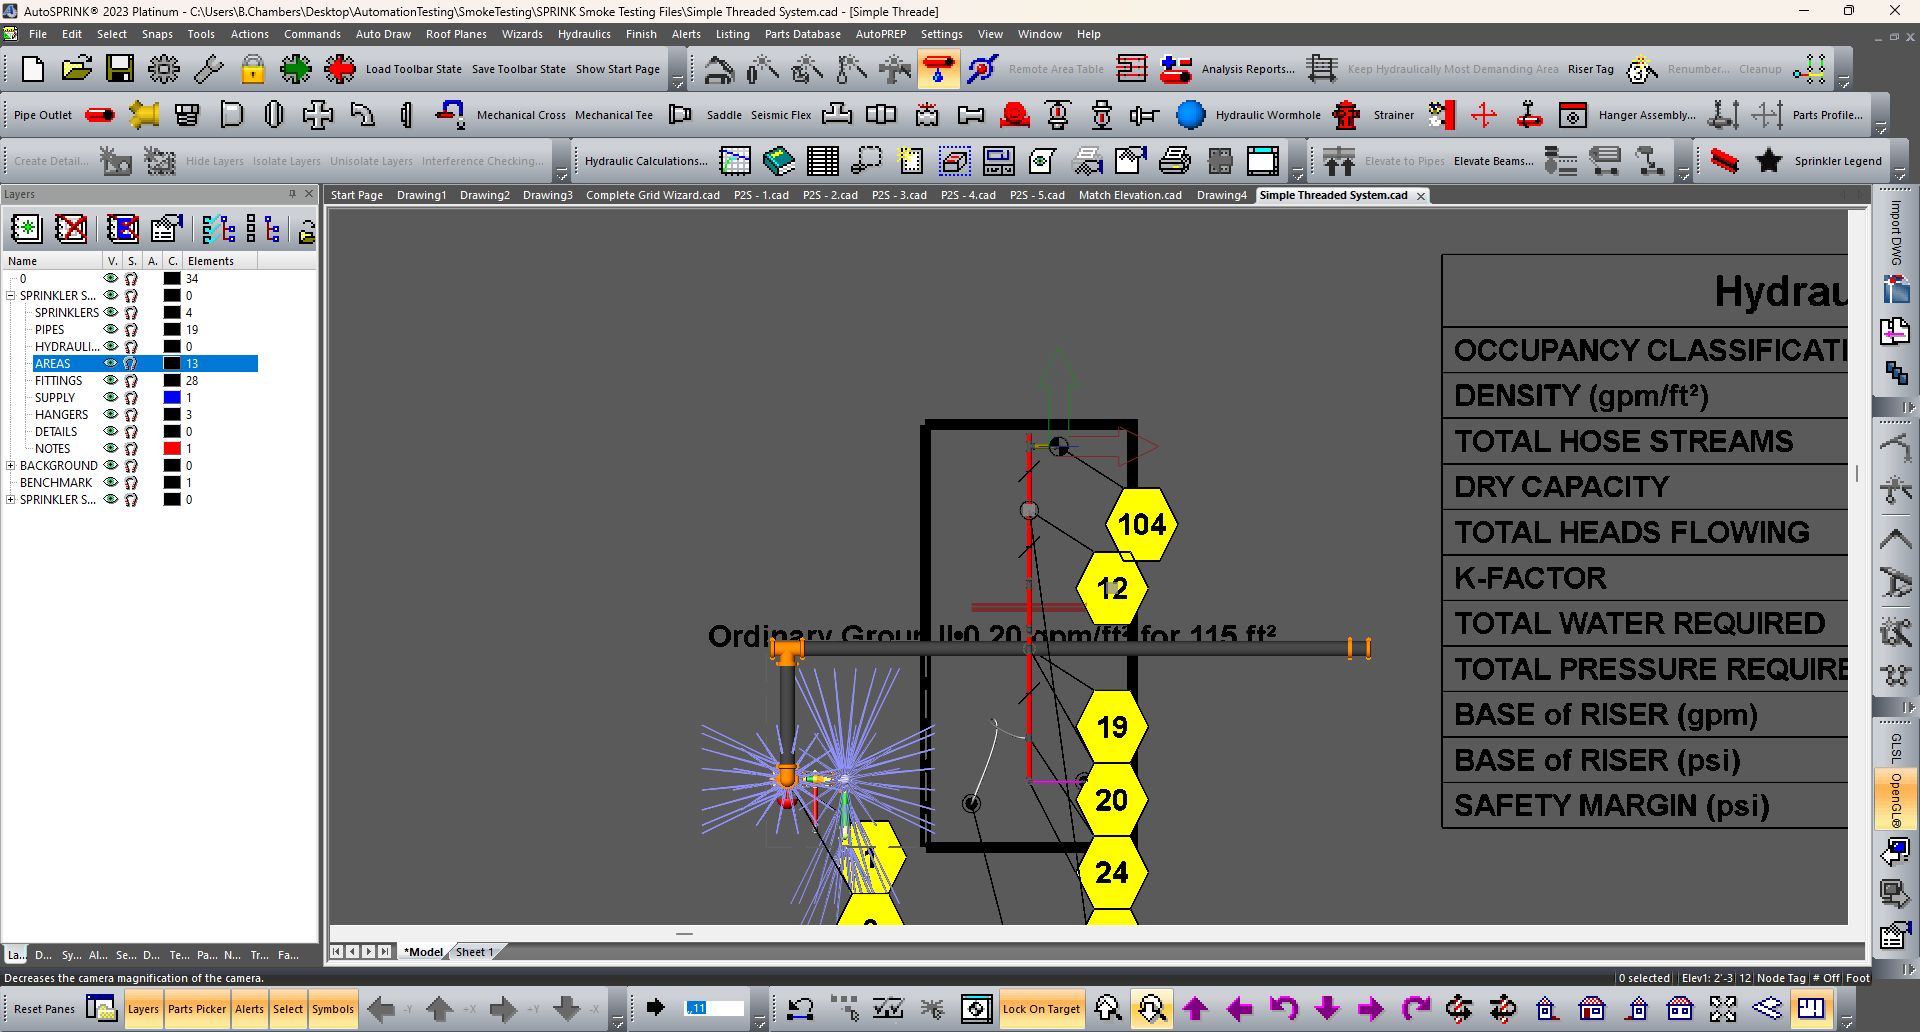 AutoSPRINK® 2023 Platinum - C:\Users\B.Chambers\Desktop\AutomationTesting\SmokeTesting\SPRINK Smoke Testing Files\Simple Threaded System.cad - [Simple Threade]
File Edit Select Snaps Tools Actions Commands Auto Draw Roof Planes Wizards Hydraulics Finish Alerts Listing Parts Database AutoPREP Settings View Window Help
Load Toolbar State Save Toolbar State Show Start Page Remote Area Table Analysis Reports... Keep Hydraulically Most Demanding Area Riser Tag Renumber... Cleanup
Pipe Outlet Mechanical Cross Mechanical Tee Saddle Seismic Flex Hydraulic Wormhole Strainer Hanger Assembly... Parts Profile...
Create Detail... Hide Layers Isolate Layers Unisolate Layers Interference Checking... Hydraulic Calculations... Elevate to Pipes Elevate Beams... Sprinkler Legend
Layers
Start Page Drawing1 Drawing2 Drawing3 Complete Grid Wizard.cad P2S - 1.cad P2S - 2.cad P2S - 3.cad P2S - 4.cad P2S - 5.cad Match Elevation.cad Drawing4 Simple Threaded System.cad
Name V. S. A. C. Elements
0 34
SPRINKLER S... 0
SPRINKLERS 4
PIPES 19
HYDRAULI... 0
AREAS 13
FITTINGS 28
SUPPLY 1
HANGERS 3
DETAILS 0
NOTES 1
BACKGROUND 0
BENCHMARK 1
SPRINKLER S... 0
104
12
Ordinary Group II•0.20 gpm/ft² for 115 ft²
19
20
24
1
Hydrau
OCCUPANCY CLASSIFICATI
DENSITY (gpm/ft²)
TOTAL HOSE STREAMS
DRY CAPACITY
TOTAL HEADS FLOWING
K-FACTOR
TOTAL WATER REQUIRED
TOTAL PRESSURE REQUIRE
BASE of RISER (gpm)
BASE of RISER (psi)
SAFETY MARGIN (psi)
Import DWG
GLSL
OpenGL®
La... D... Sy... Al... Se... D... Te... Pa... N... Tr... Fa...
*Model Sheet 1
Decreases the camera magnification of the camera.
0 selected Elev1: 2'-3 12 Node Tag # Off Foot
Reset Panes Layers Parts Picker Alerts Select Symbols -Y +X +Y -X ,,11 Lock On Target